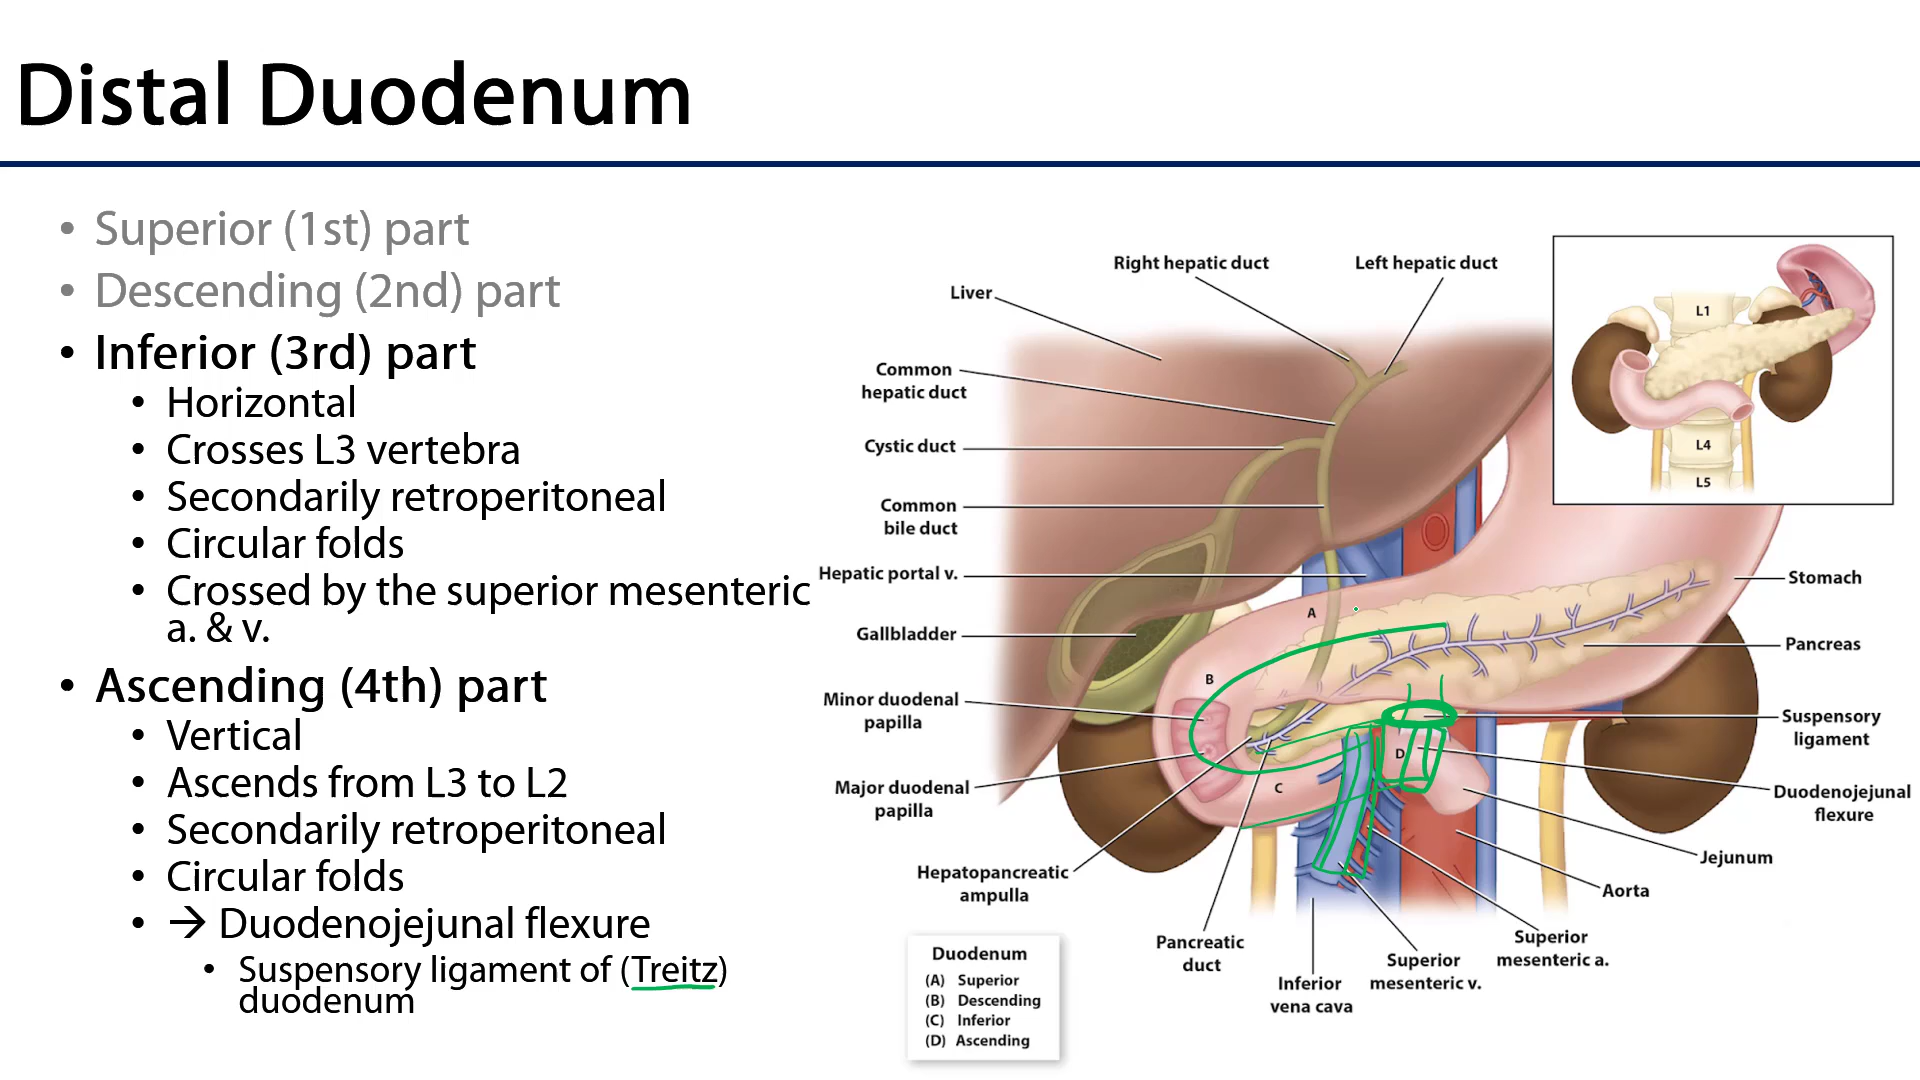 Distal Duodenum
• Superior (1st) part
• Descending (2nd) part
• Inferior (3rd) part
• Horizontal
• Crosses L3 vertebra
• Secondarily retroperitoneal
• Circular folds
• Crossed by the superior mesenteric
a. & v.
• Ascending (4th) part
• Vertical
• Ascends from L3 to L2
• Secondarily retroperitoneal
• Circular folds
• → Duodenojejunal flexure
• Suspensory ligament of (Treitz)
duodenum
Right hepatic duct
Left hepatic duct
Liver
Common
hepatic duct
Cystic duct
Common
bile duct
Hepatic portal v.
Gallbladder
Minor duodenal
papilla
Major duodenal
papilla
Hepatopancreatic
ampulla
Pancreatic
duct
Inferior
vena cava
Superior
mesenteric v.
Superior
mesenteric a.
Aorta
Jejunum
Duodenojejunal
flexure
Suspensory
ligament
Pancreas
Stomach
A
B
C
D
L1
L4
L5
Duodenum
(A) Superior
(B) Descending
(C) Inferior
(D) Ascending